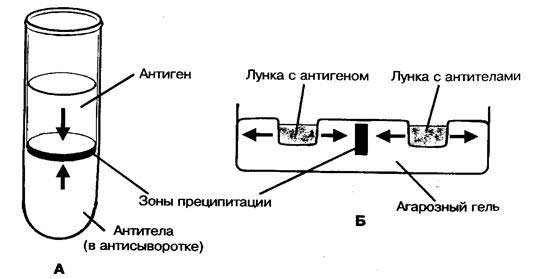 Антиген
Лунка с антигеном
Лунка с антителами
Зоны преципитации
Антитела
(в антисыворотке)
Агарозный гель
А
Б